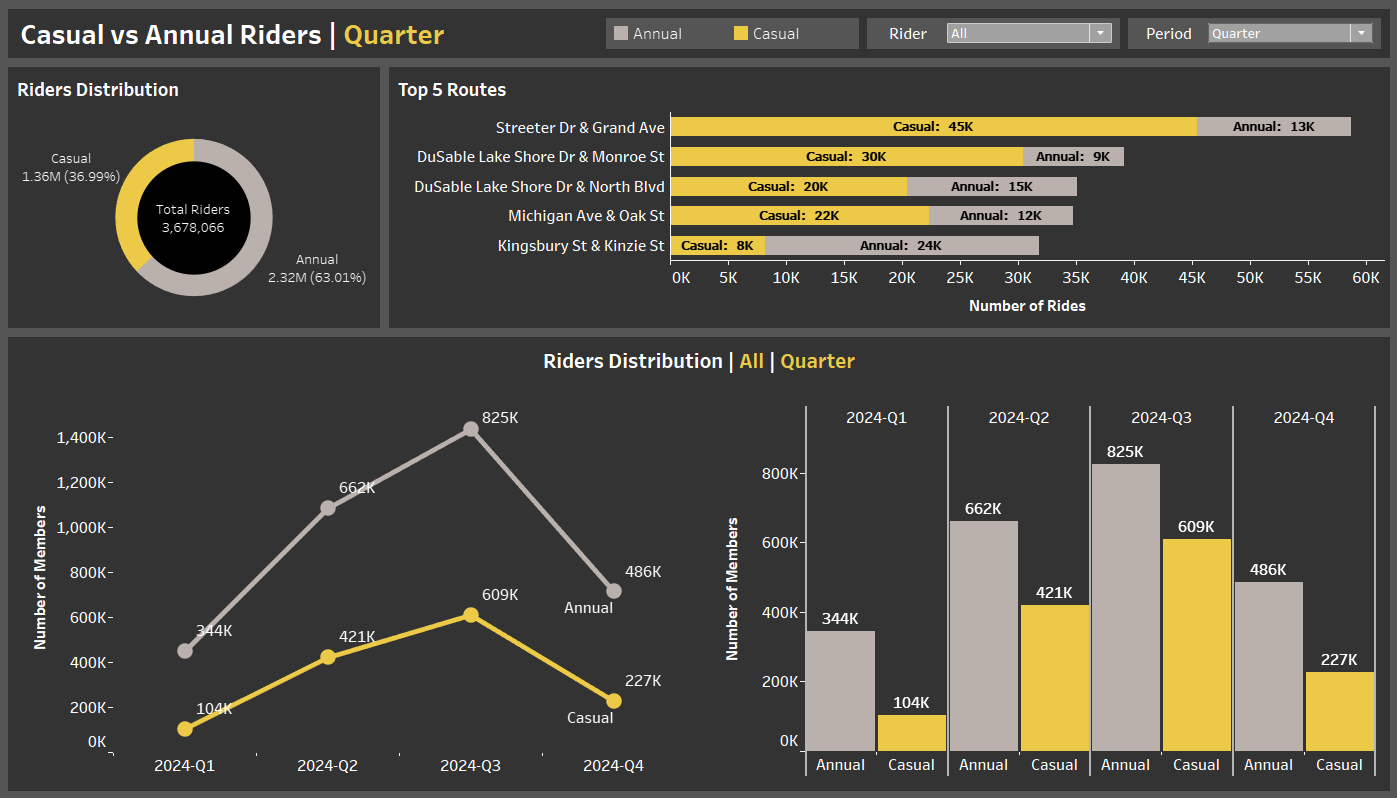 Casual vs Annual Riders | Quarter
Annual
Casual
Rider
All
Period
Quarter
Riders Distribution
Casual
1.36M (36.99%)
Total Riders
3,678,066
Annual
2.32M (63.01%)
Top 5 Routes
Streeter Dr & Grand Ave
Casual: 45K
Annual: 13K
DuSable Lake Shore Dr & Monroe St
Casual: 30K
Annual: 9K
DuSable Lake Shore Dr & North Blvd
Casual: 20K
Annual: 15K
Michigan Ave & Oak St
Casual: 22K
Annual: 12K
Kingsbury St & Kinzie St
Casual: 8K
Annual: 24K
0K 5K 10K 15K 20K 25K 30K 35K 40K 45K 50K 55K 60K
Number of Rides
Riders Distribution | All | Quarter
Number of Members
1,400K
1,200K
1,000K
800K
600K
400K
200K
0K
825K
662K
344K
486K
Annual
609K
421K
104K
227K
Casual
2024-Q1 2024-Q2 2024-Q3 2024-Q4
Number of Members
2024-Q1 2024-Q2 2024-Q3 2024-Q4
800K
600K
400K
200K
0K
344K
104K
662K
421K
825K
609K
486K
227K
Annual Casual Annual Casual Annual Casual Annual Casual